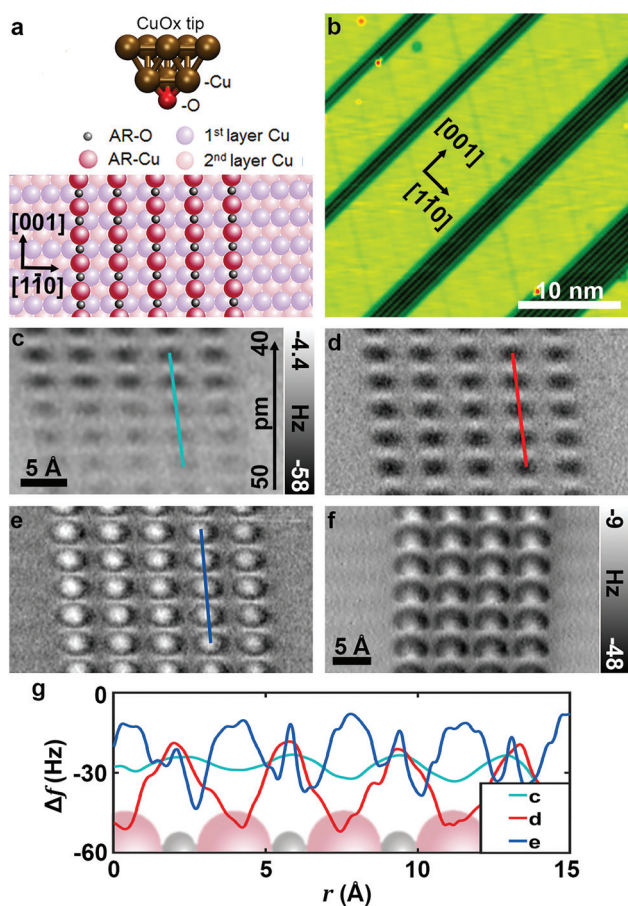 a
CuOx tip
-Cu
-O
AR-O
1st layer Cu
AR-Cu
2nd layer Cu
[001]
[11̄0]
b
[001]
[11̄0]
10 nm
c
5 Å
40
pm
50
-4.4
Hz
-58
d
e
f
5 Å
-9
Hz
-48
g
0
-30
-60
Δf (Hz)
c
d
e
0
5
10
15
r (Å)